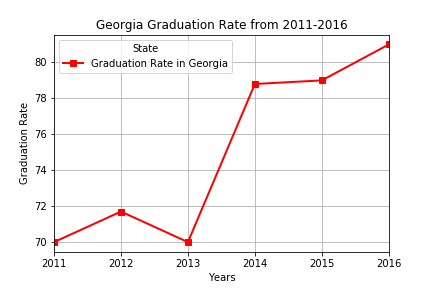 Georgia Graduation Rate from 2011-2016
State
Graduation Rate in Georgia
Graduation Rate
80
78
76
74
72
70
2011 2012 2013 2014 2015 2016
Years